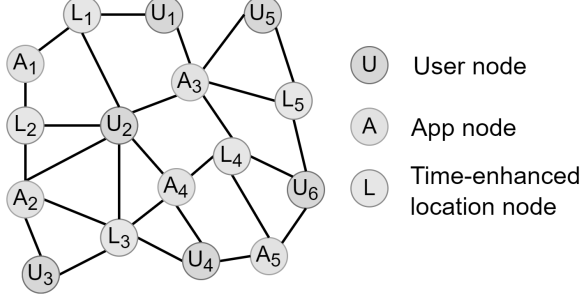 L1 U1 U5
A1 A3
L5 U User node
L2 U2 A App node
L4
A2 A4 U6 L Time-enhanced
location node
L3
U3 U4 A5